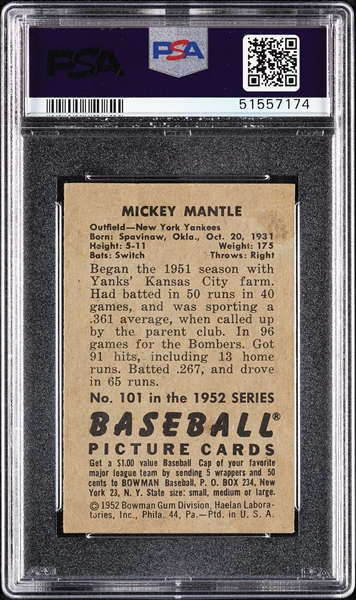 PSA
PSA
51557174
MICKEY MANTLE
Outfield—New York Yankees
Born: Spavinaw, Okla., Oct. 20, 1931
Height: 5-11 Weight: 175
Bats: Switch Throws: Right
Began the 1951 season with
Yanks' Kansas City farm.
Had batted in 50 runs in 40
games, and was sporting a
.361 average, when called up
by the parent club. In 96
games for the Bombers. Got
91 hits, including 13 home
runs. Batted .267, and drove
in 65 runs.
No. 101 in the 1952 SERIES
BASEBALL®
PICTURE CARDS
Get a $1.00 value Baseball Cap of your favorite
major league team by sending 5 wrappers and 50
cents to BOWMAN Baseball, P. O. BOX 234, New
York 23, N. Y. State size: small, medium or large.
©1952 Bowman Gum Division, Haelan Labora-
tories, Inc., Phila. 44, Pa.—Ptd. in U. S. A.